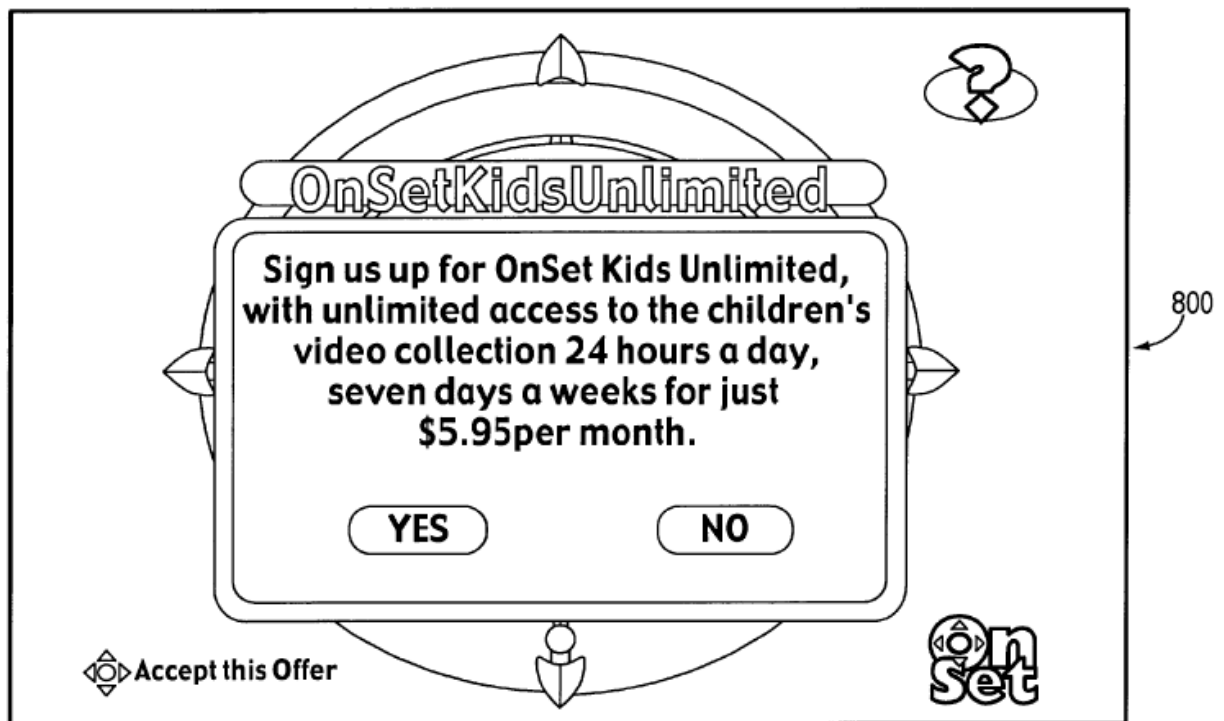 OnSetKidsUnlimited
Sign us up for OnSet Kids Unlimited,
with unlimited access to the children's
video collection 24 hours a day,
seven days a weeks for just
$5.95per month.
YES NO
800
Accept this Offer
On
Set